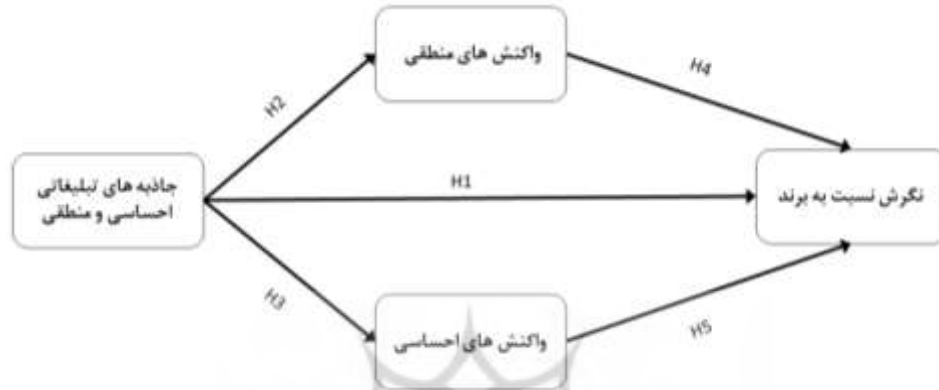 واکنش های منطقی
H4
H2
جاذبه های تبلیغاتی
احساسی و منطقی
H1
نگرش نسبت به برند
H3
واکنش های احساسی
H5